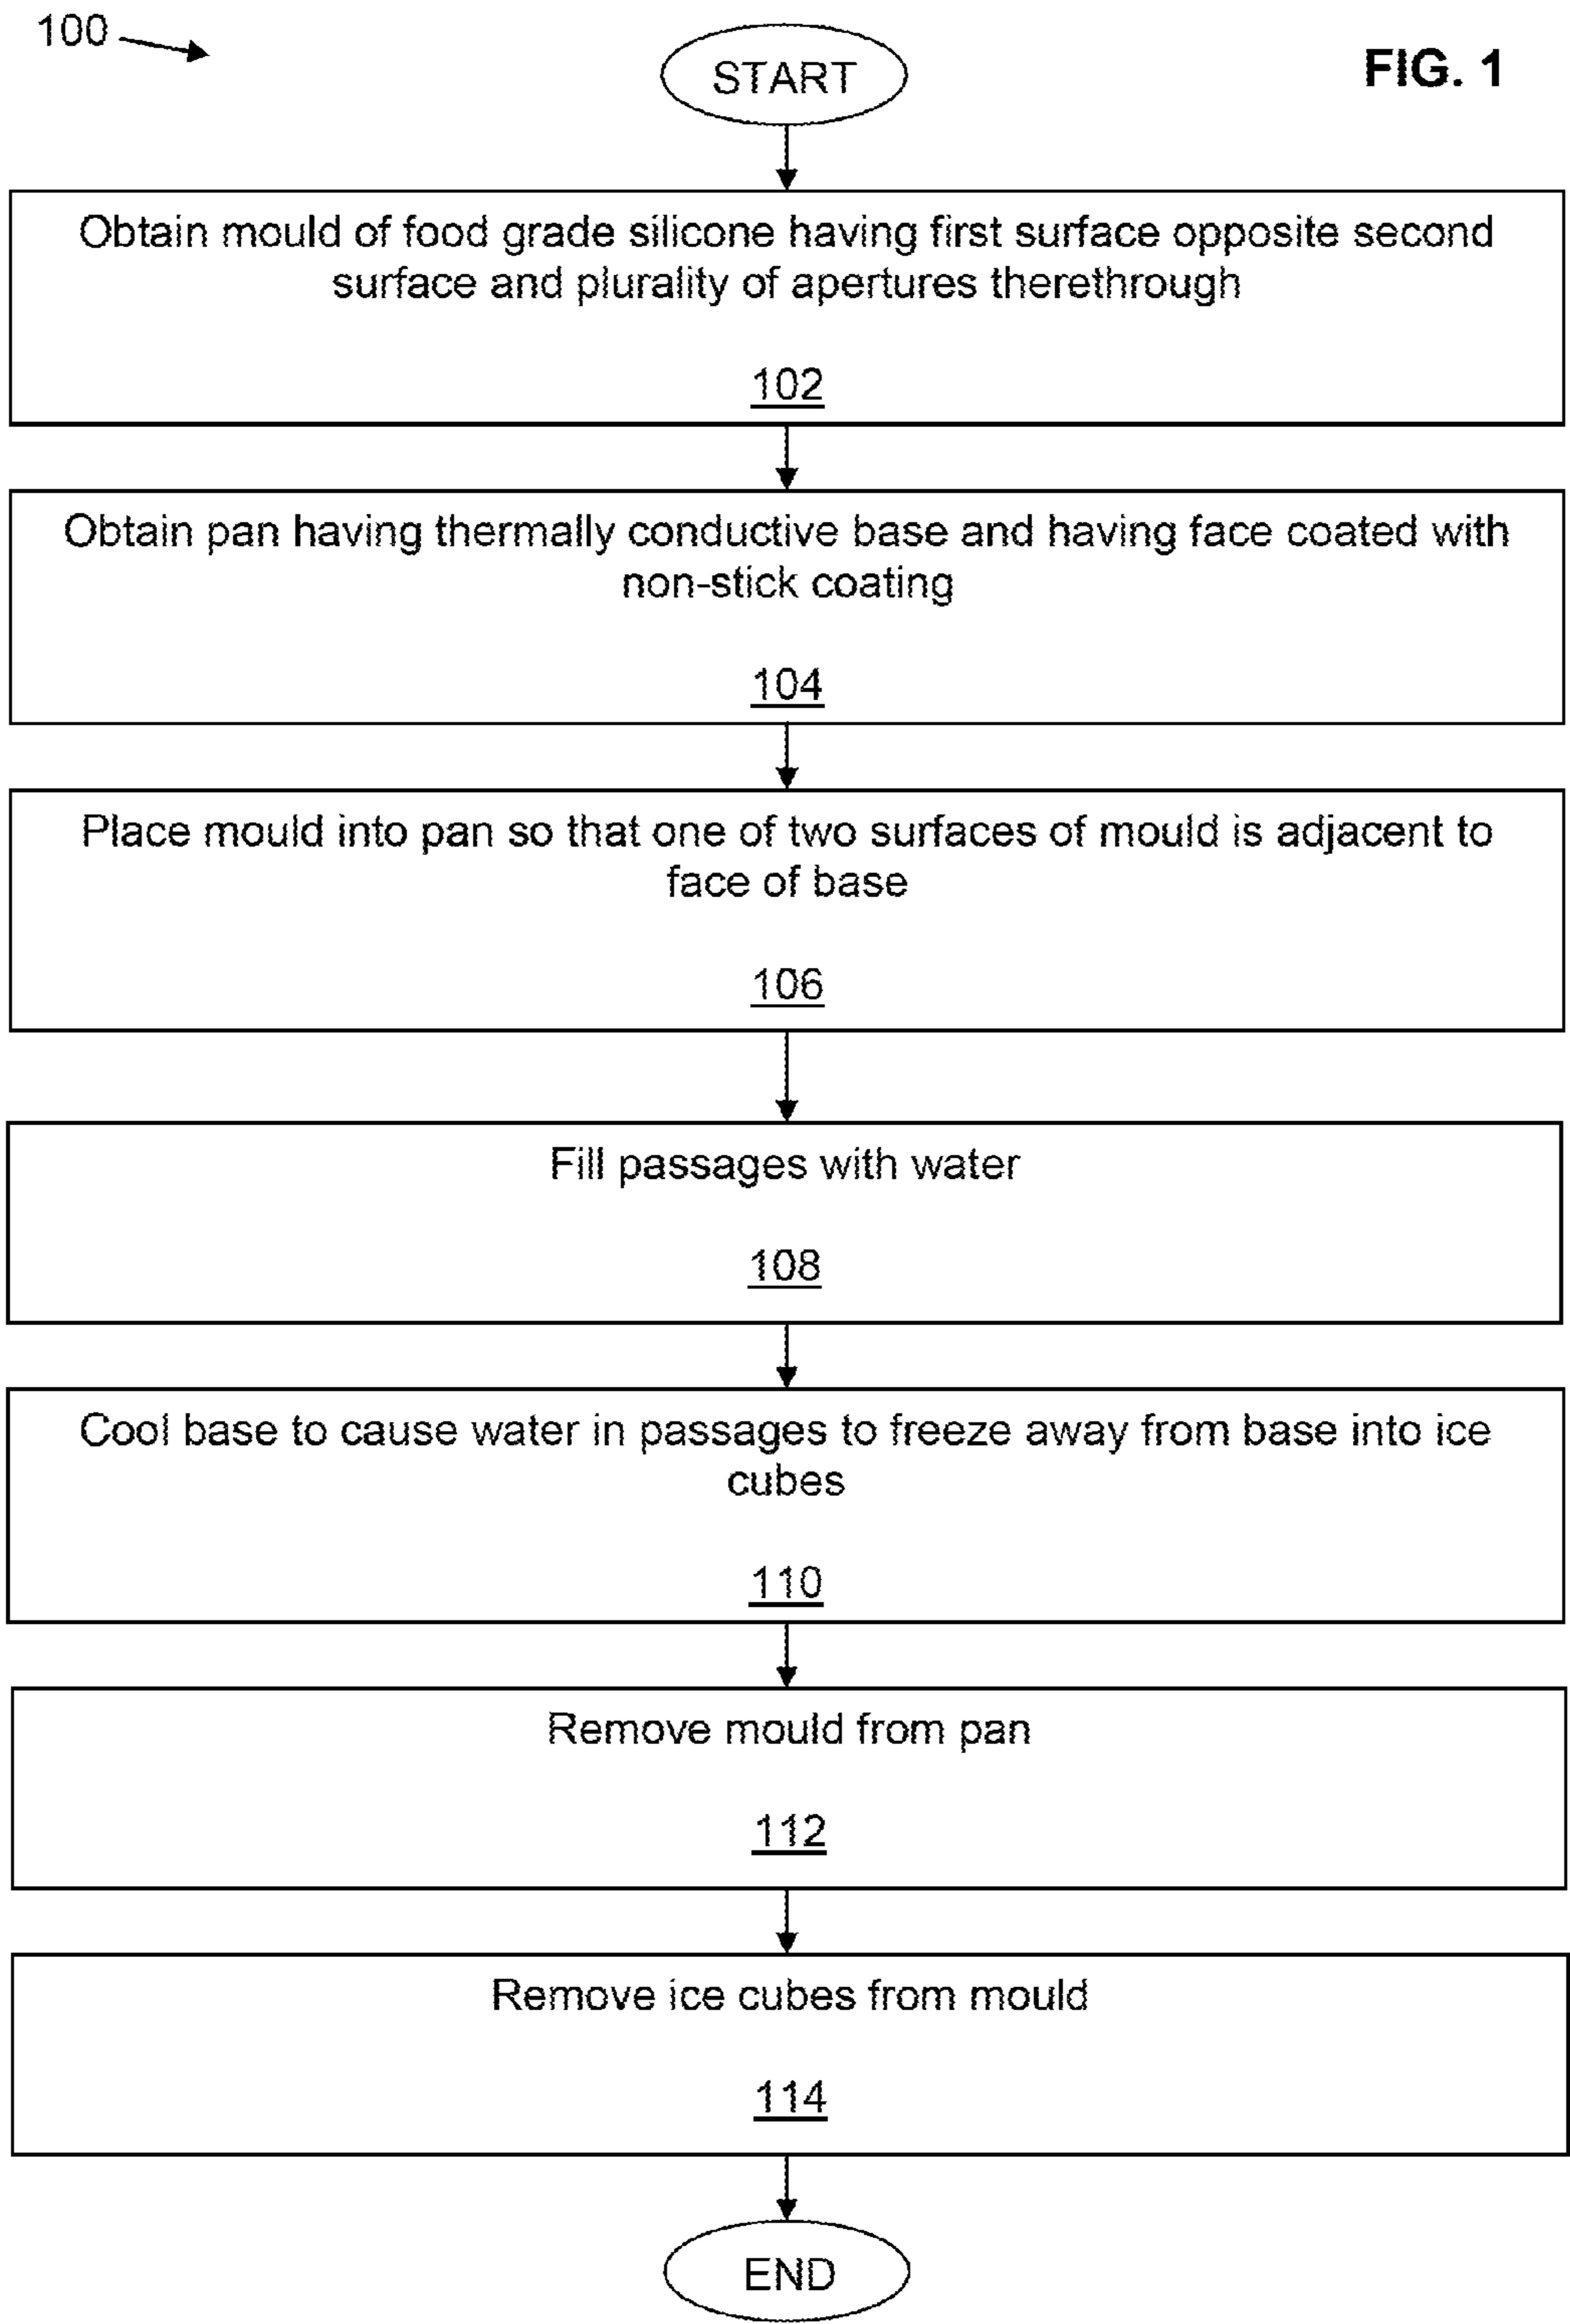 100
START
FIG. 1
Obtain mould of food grade silicone having first surface opposite second
surface and plurality of apertures therethrough
102
Obtain pan having thermally conductive base and having face coated with
non-stick coating
104
Place mould into pan so that one of two surfaces of mould is adjacent to
face of base
106
Fill passages with water
108
Cool base to cause water in passages to freeze away from base into ice
cubes
110
Remove mould from pan
112
Remove ice cubes from mould
114
END